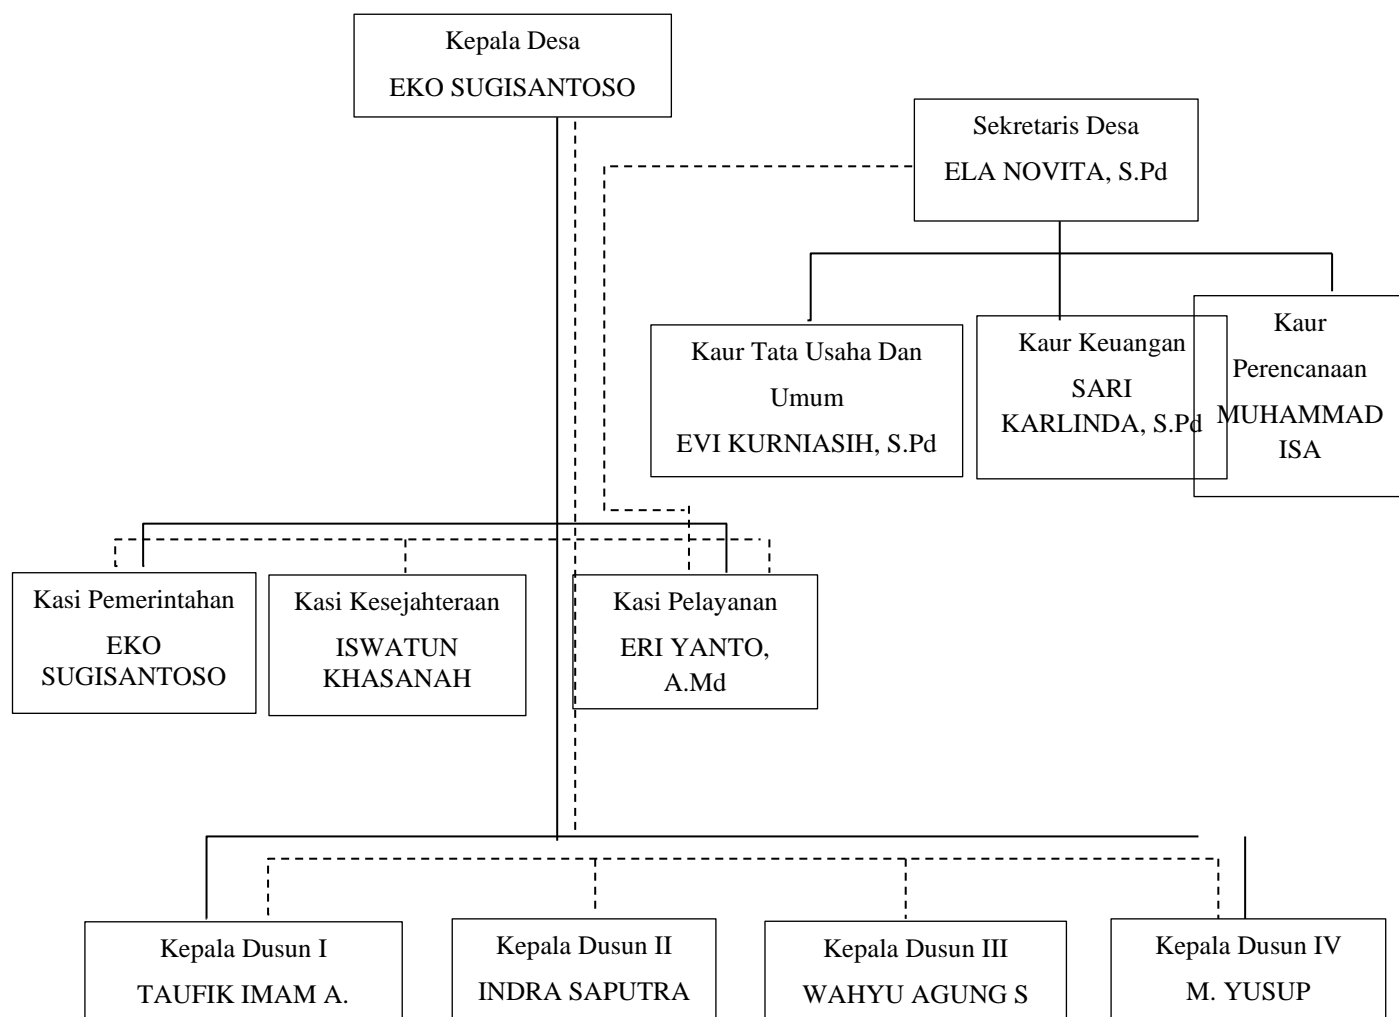 Kepala Desa
EKO SUGISANTOSO
Sekretaris Desa
ELA NOVITA, S.Pd
Kaur Tata Usaha Dan
Umum
EVI KURNIASIH, S.Pd
Kaur Keuangan
SARI
KARLINDA, S.Pd
Kaur
Perencanaan
MUHAMMAD
ISA
Kasi Pemerintahan
EKO
SUGISANTOSO
Kasi Kesejahteraan
ISWATUN
KHASANAH
Kasi Pelayanan
ERI YANTO,
A.Md
Kepala Dusun I
TAUFIK IMAM A.
Kepala Dusun II
INDRA SAPUTRA
Kepala Dusun III
WAHYU AGUNG S
Kepala Dusun IV
M. YUSUP